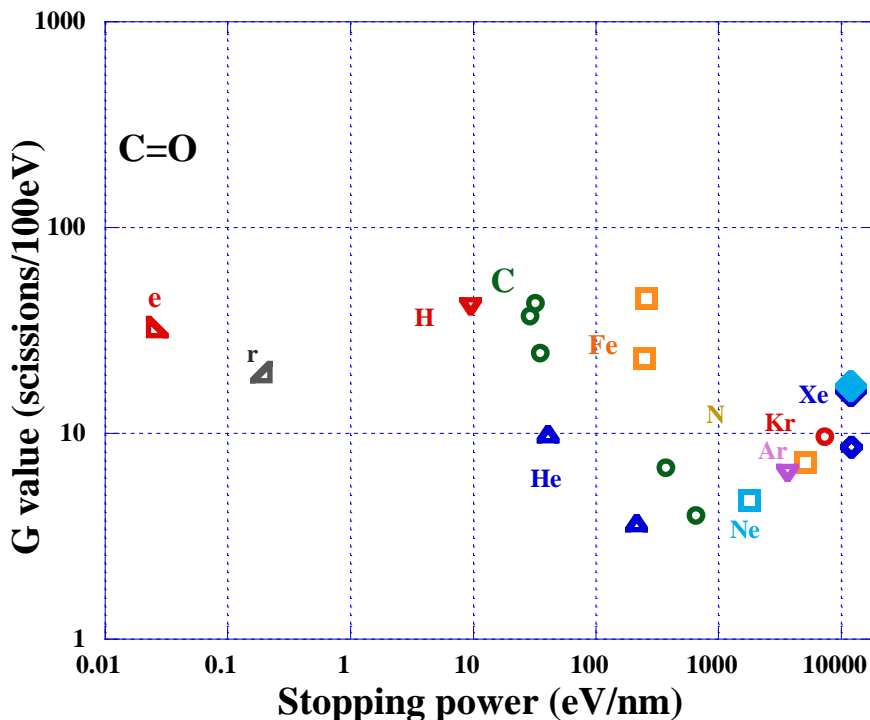 1000
C=O
100
C
e
H
Fe
r
N
Xe
Kr
10
Ar
He
Ne
1
0.01 0.1 1 10 100 1000 10000
Stopping power (eV/nm)
G value (scissions/100eV)